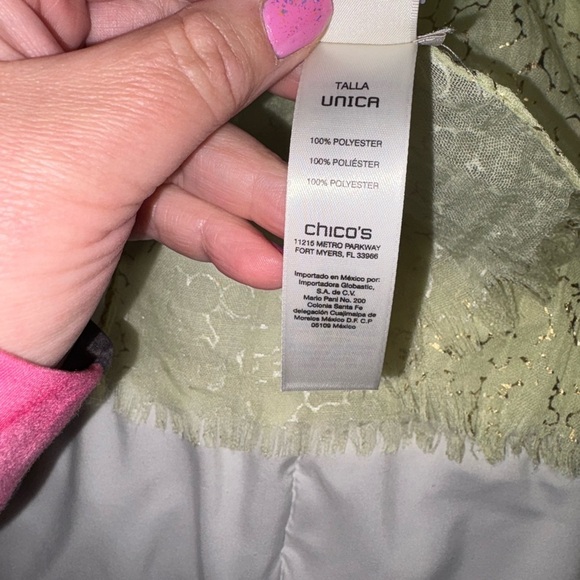 TALLA
UNICA
100% POLYESTER
100% POLIÉSTER
100% POLYESTER
chico's
11215 METRO PARKWAY
FORT MYERS, FL 33966
Importado en México por:
Importadora Globastic,
S.A. de C.V.
Mario Pani No. 200
Colonia Santa Fe
delegación Cuajimalpa de
Morelos México D.F. C.P
05109 México